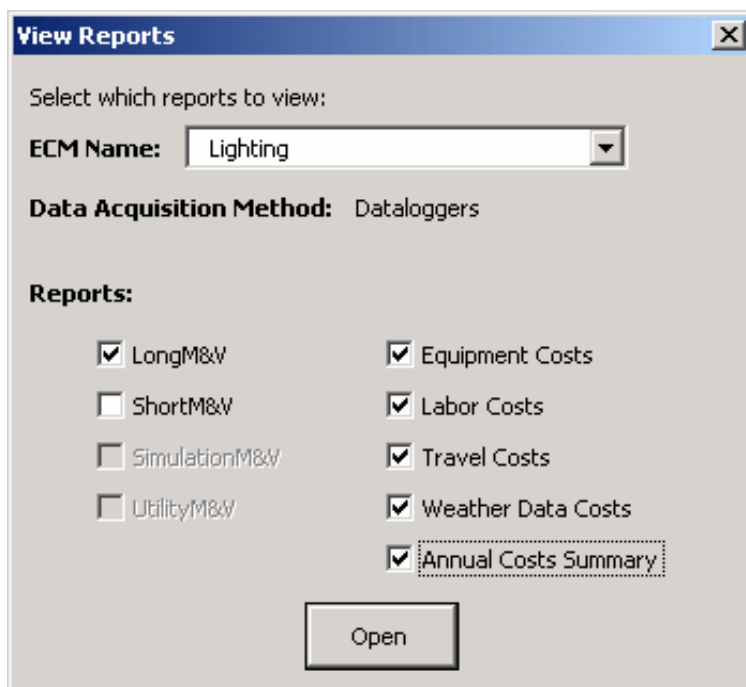 View Reports
Select which reports to view:
ECM Name: Lighting
Data Acquisition Method: Dataloggers
Reports:
LongM&V
ShortM&V
SimulationM&V
UtilityM&V
Equipment Costs
Labor Costs
Travel Costs
Weather Data Costs
Annual Costs Summary
Open